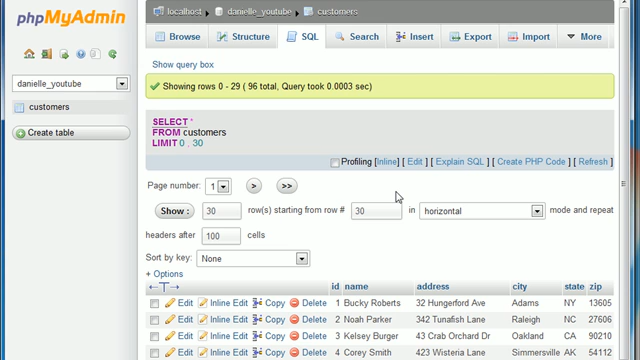 phpMyAdmin
danielle_youtube
customers
Create table
localhost danielle_youtube customers
Browse Structure SQL Search Insert Export Import More
Show query box
Showing rows 0 - 29 ( 96 total, Query took 0.0003 sec)
SELECT *
FROM customers
LIMIT 0 , 30
Profiling [Inline] [ Edit ] [ Explain SQL ] [ Create PHP Code ] [ Refresh ]
Page number: 1 > >>
Show : 30 row(s) starting from row # 30 in horizontal mode and repeat
headers after 100 cells
Sort by key: None
+ Options
←T→ id name address city state zip
Edit Inline Edit Copy Delete 1 Bucky Roberts 32 Hungerford Ave Adams NY 13605
Edit Inline Edit Copy Delete 2 Noah Parker 342 Tunafish Lane Raleigh NC 27606
Edit Inline Edit Copy Delete 3 Kelsey Burger 43 Crab Orchard Dr Oakland CA 90210
Edit Inline Edit Copy Delete 4 Corey Smith 423 Wisteria Lane Simmersville AK 54112